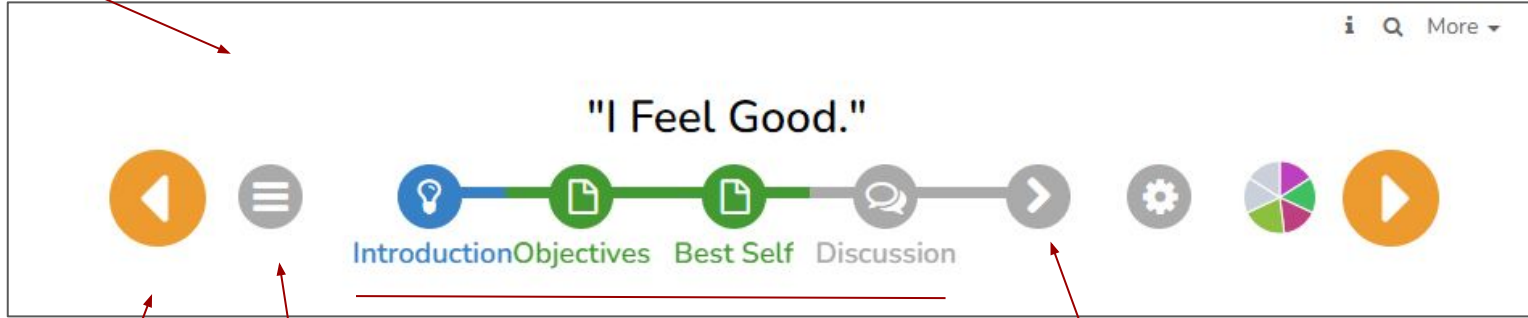 i More
"I Feel Good."
Introduction Objectives Best Self Discussion